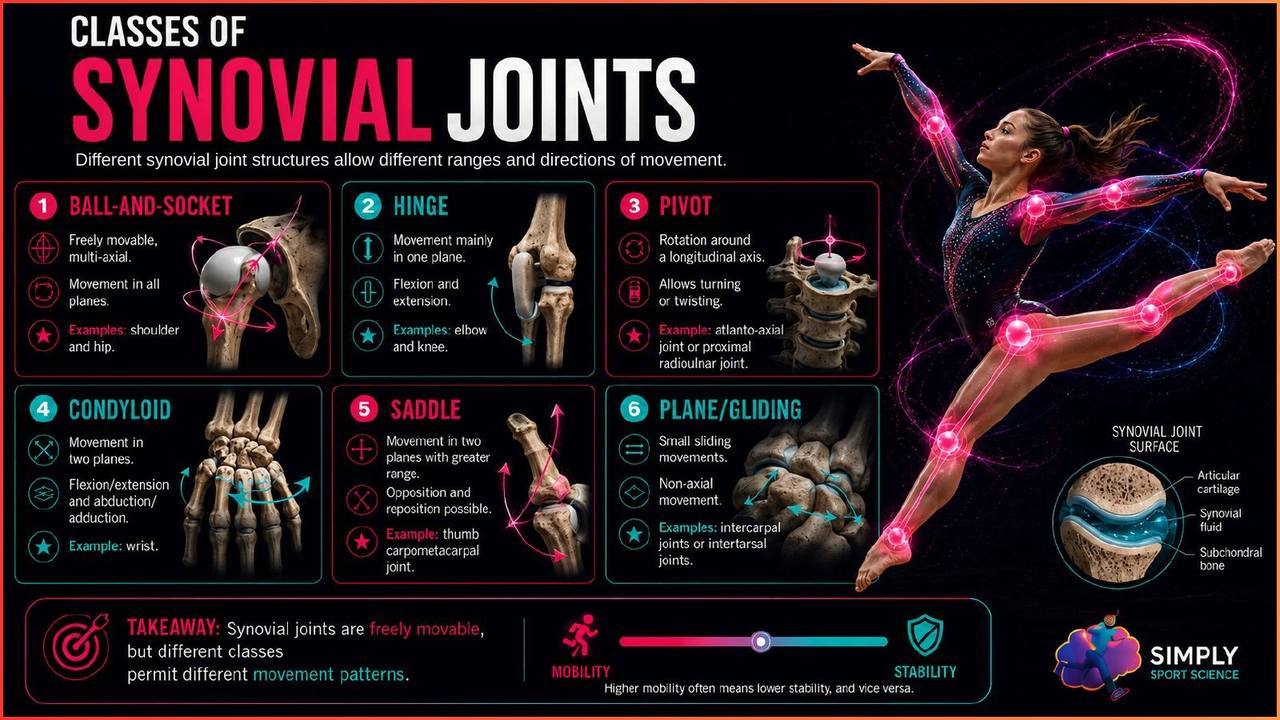 CLASSES OF
SYNOVIAL JOINTS
Different synovial joint structures allow different ranges and directions of movement.
1 BALL-AND-SOCKET
Freely movable,
multi-axial.
Movement in all
planes.
Examples: shoulder
and hip.
2 HINGE
Movement mainly
in one plane.
Flexion and
extension.
Examples: elbow
and knee.
3 PIVOT
Rotation around
a longitudinal axis.
Allows turning
or twisting.
Example: atlanto-axial
joint or proximal
radioulnar joint.
4 CONDYLOID
Movement in
two planes.
Flexion/extension
and abduction/
adduction.
Example: wrist.
5 SADDLE
Movement in two
planes with greater
range.
Opposition and
reposition possible.
Example: thumb
carpometacarpal
joint.
6 PLANE/GLIDING
Small sliding
movements.
Non-axial
movement.
Examples: intercarpal
joints or intertarsal
joints.
SYNOVIAL JOINT
SURFACE
Articular
cartilage
Synovial
fluid
Subchondral
bone
TAKEAWAY: Synovial joints are freely movable,
but different classes
permit different movement patterns.
MOBILITY
STABILITY
Higher mobility often means lower stability, and vice versa.
SIMPLY
SPORT SCIENCE